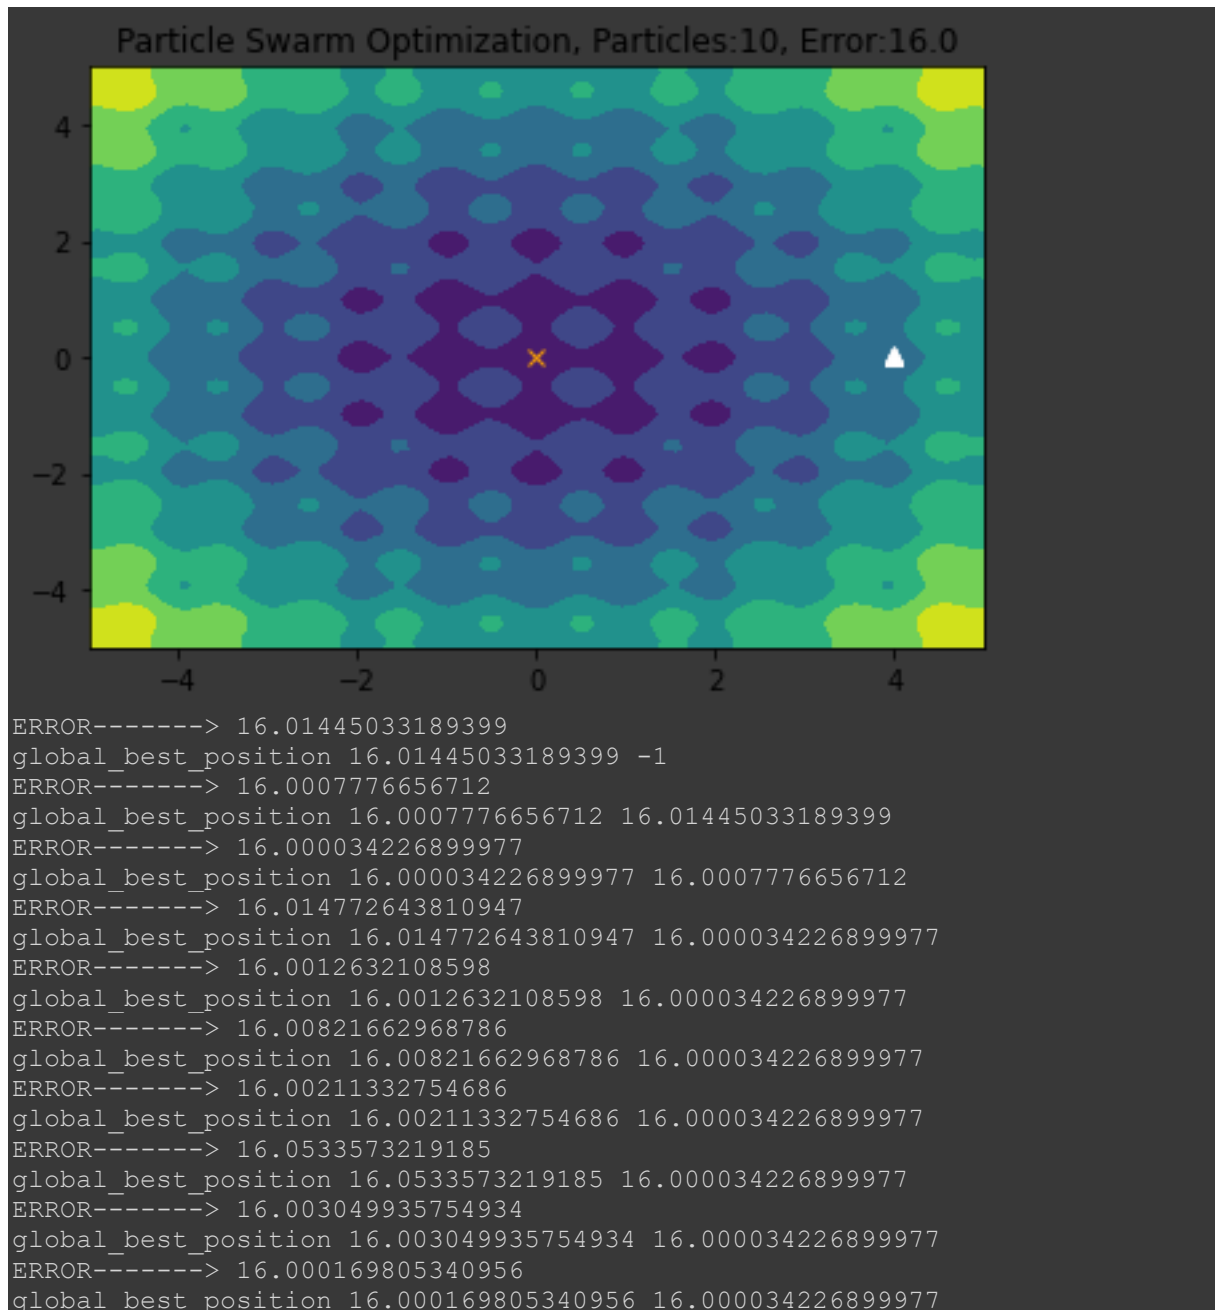 Particle Swarm Optimization, Particles:10, Error:16.0
4
2
0
−2
−4
−4 −2 0 2 4
ERROR-------> 16.01445033189399
global_best_position 16.01445033189399 -1
ERROR-------> 16.0007776656712
global_best_position 16.0007776656712 16.01445033189399
ERROR-------> 16.000034226899977
global_best_position 16.000034226899977 16.0007776656712
ERROR-------> 16.014772643810947
global_best_position 16.014772643810947 16.000034226899977
ERROR-------> 16.0012632108598
global_best_position 16.0012632108598 16.000034226899977
ERROR-------> 16.00821662968786
global_best_position 16.00821662968786 16.000034226899977
ERROR-------> 16.00211332754686
global_best_position 16.00211332754686 16.000034226899977
ERROR-------> 16.0533573219185
global_best_position 16.0533573219185 16.000034226899977
ERROR-------> 16.003049935754934
global_best_position 16.003049935754934 16.000034226899977
ERROR-------> 16.000169805340956
global_best_position 16.000169805340956 16.000034226899977